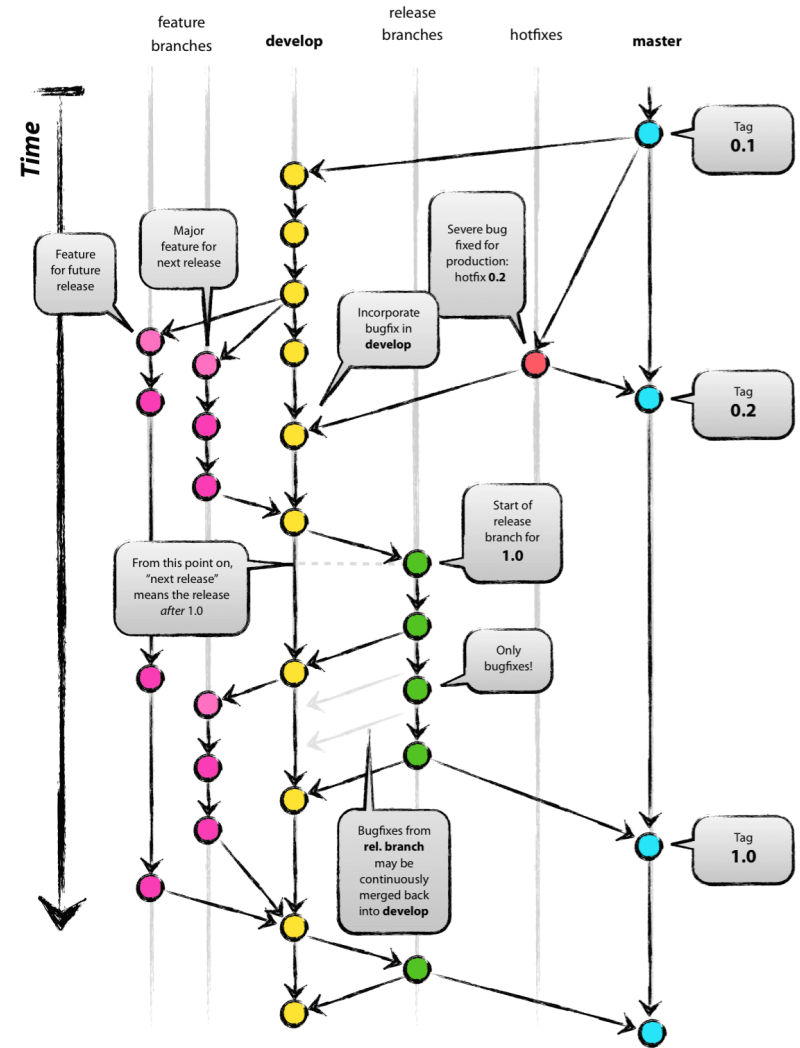 feature
branches
develop
release
branches
hotfixes
master
Time
Tag
0.1
Severe bug
fixed for
production:
hotfix 0.2
Major
feature for
next release
Feature
for future
release
Incorporate
bugfix in
develop
Tag
0.2
Start of
release
branch for
1.0
From this point on,
“next release”
means the release
after 1.0
Only
bugfixes!
Bugfixes from
rel. branch
may be
continuously
merged back
into develop
Tag
1.0